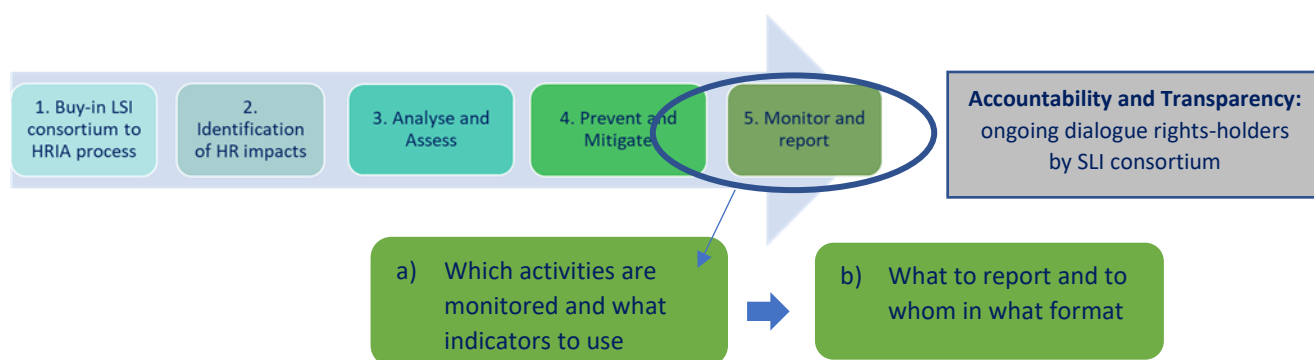 1. Buy-in LSI
consortium to
HRIA process
2.
Identification
of HR impacts
3. Analyse and
Assess
4. Prevent and
Mitigate
5. Monitor and
report
Accountability and Transparency:
ongoing dialogue rights-holders
by SLI consortium
a) Which activities are
monitored and what
indicators to use
b) What to report and to
whom in what format